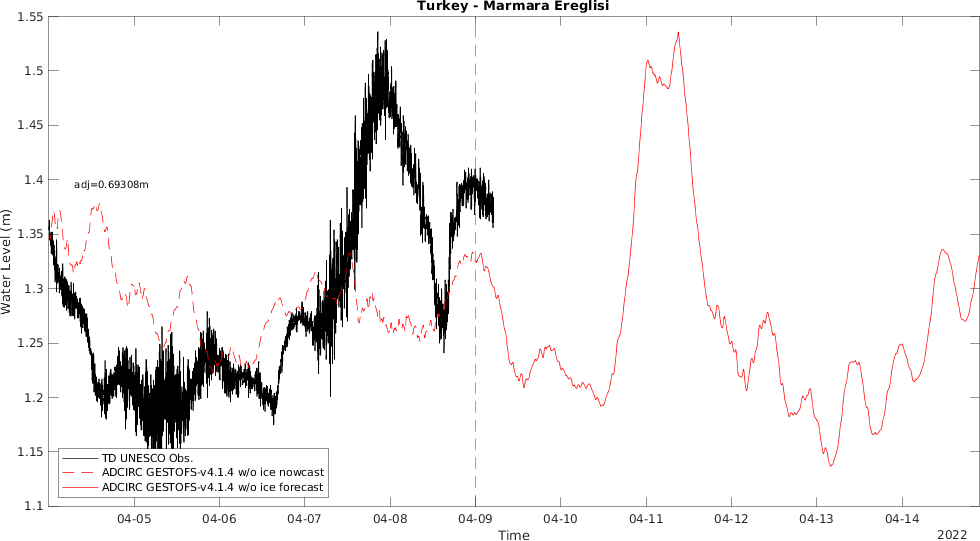 Turkey - Marmara Ereglisi
1.55
1.5
1.45
1.4
1.35
1.3
1.25
1.2
1.15
1.1
Water Level (m)
adj=0.69308m
TD UNESCO Obs.
ADCIRC GESTOFS-v4.1.4 w/o ice nowcast
ADCIRC GESTOFS-v4.1.4 w/o ice forecast
04-05 04-06 04-07 04-08 04-09 04-10 04-11 04-12 04-13 04-14
Time
2022